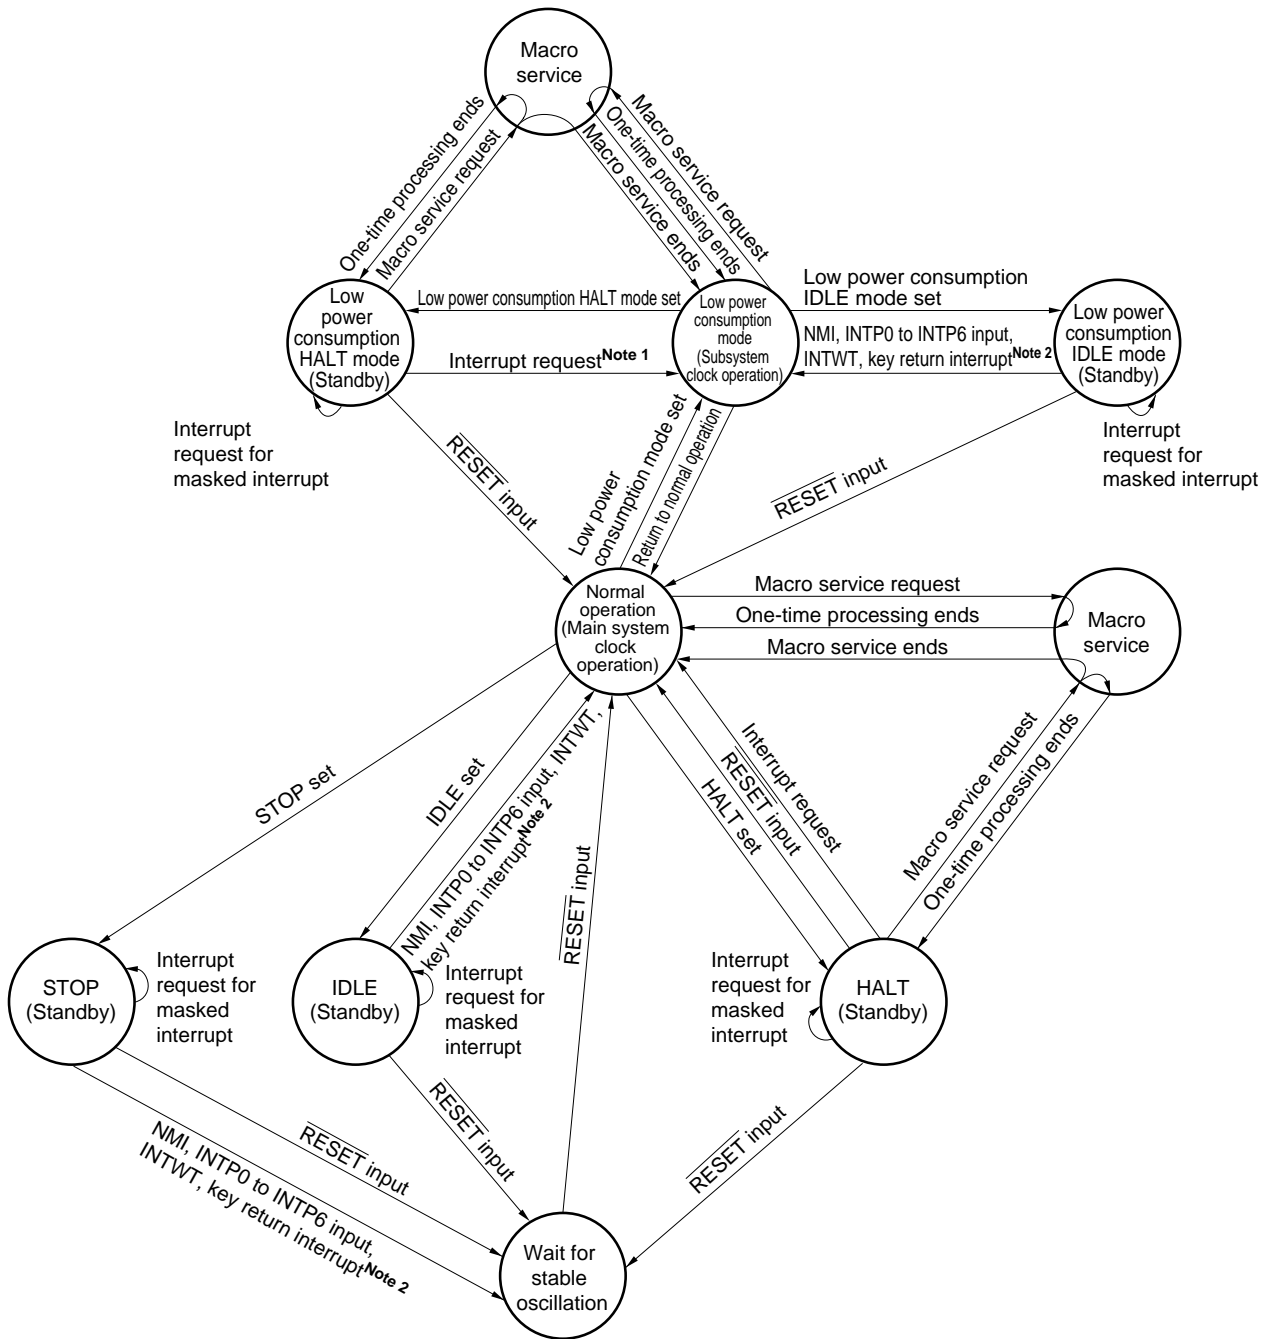 Macro
service
One-time processing ends
Macro service request
Macro service ends
One-time processing ends
Macro service request
Low
power
consumption
HALT mode
(Standby)
Low power consumption HALT mode set
Interrupt request Note 1
Low power
consumption
mode
(Subsystem
clock operation)
Low power consumption
IDLE mode set
NMI, INTP0 to INTP6 input,
INTWT, key return interrupt Note 2
Low power
consumption
IDLE mode
(Standby)
Interrupt
request for
masked interrupt
RESET input
Low power
consumption mode set
Return to normal operation
RESET input
Interrupt
request for
masked interrupt
Normal
operation
(Main system
clock
operation)
Macro service request
One-time processing ends
Macro service ends
Macro
service
STOP set
IDLE set
NMI, INTP0 to INTP6 input, INTWT,
key return interrupt Note 2
RESET input
HALT set
RESET input
Interrupt request
Macro service request
One-time processing ends
STOP
(Standby)
Interrupt
request for
masked
interrupt
IDLE
(Standby)
Interrupt
request for
masked
interrupt
Interrupt
request for
masked
interrupt
HALT
(Standby)
RESET input
NMI, INTP0 to INTP6 input,
INTWT, key return interrupt Note 2
RESET input
RESET input
Wait for
stable
oscillation